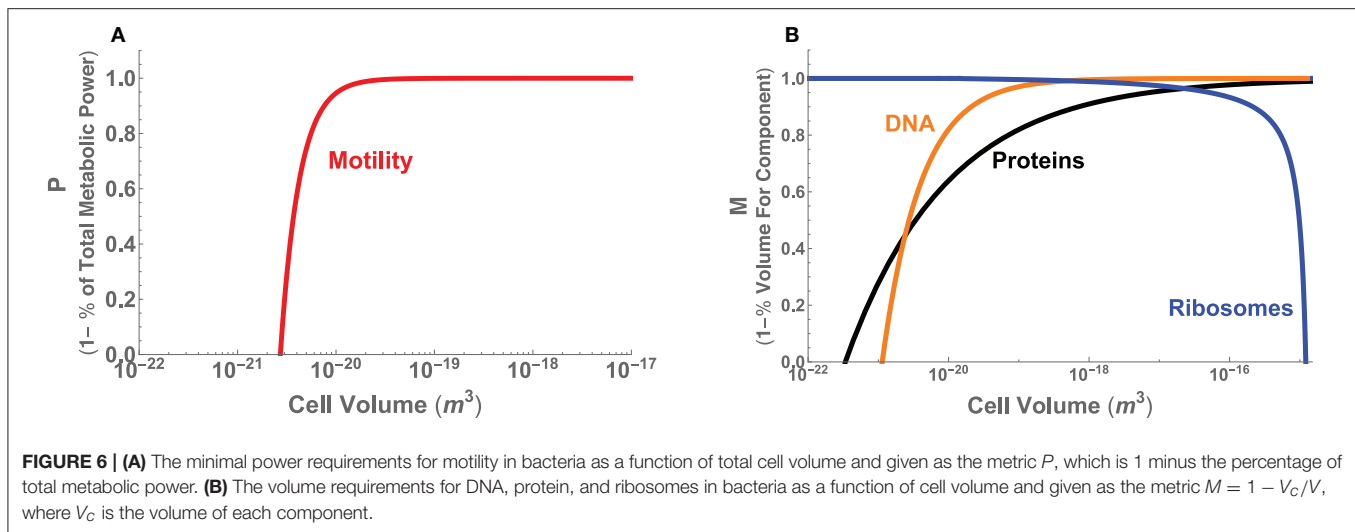 A
P
(1- % of Total Metabolic Power)
1.0
0.8
0.6
0.4
0.2
0.0
Motility
10⁻²² 10⁻²¹ 10⁻²⁰ 10⁻¹⁹ 10⁻¹⁸ 10⁻¹⁷
Cell Volume (m³)
B
M
(1-% Volume For Component)
1.0
0.8
0.6
0.4
0.2
0.0
DNA
Proteins
Ribosomes
10⁻²² 10⁻²⁰ 10⁻¹⁸ 10⁻¹⁶
Cell Volume (m³)
FIGURE 6 | (A) The minimal power requirements for motility in bacteria as a function of total cell volume and given as the metric P, which is 1 minus the percentage of
total metabolic power. (B) The volume requirements for DNA, protein, and ribosomes in bacteria as a function of cell volume and given as the metric M = 1 − V_C/V,
where V_C is the volume of each component.